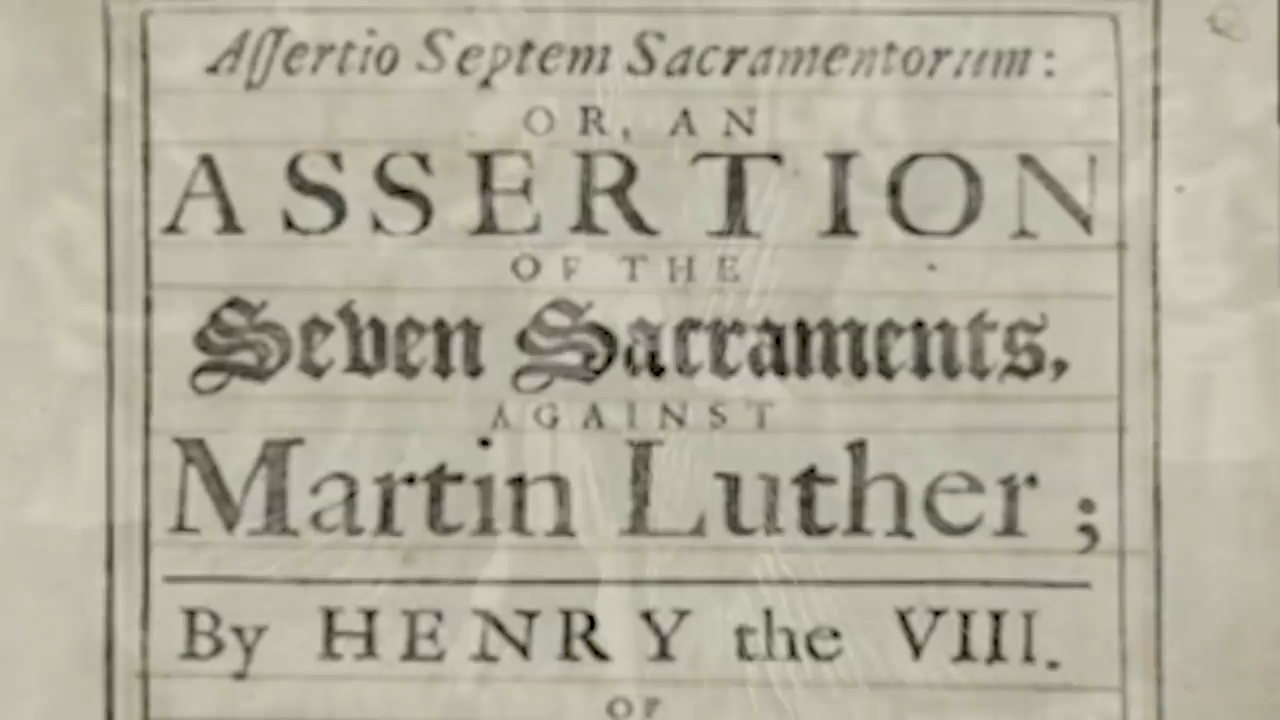 Aſſertio Septem Sacramentorum:
OR, AN
ASSERTION
OF THE
Seven Sacraments,
AGAINST
Martin Luther;
By HENRY the VIII.
OF